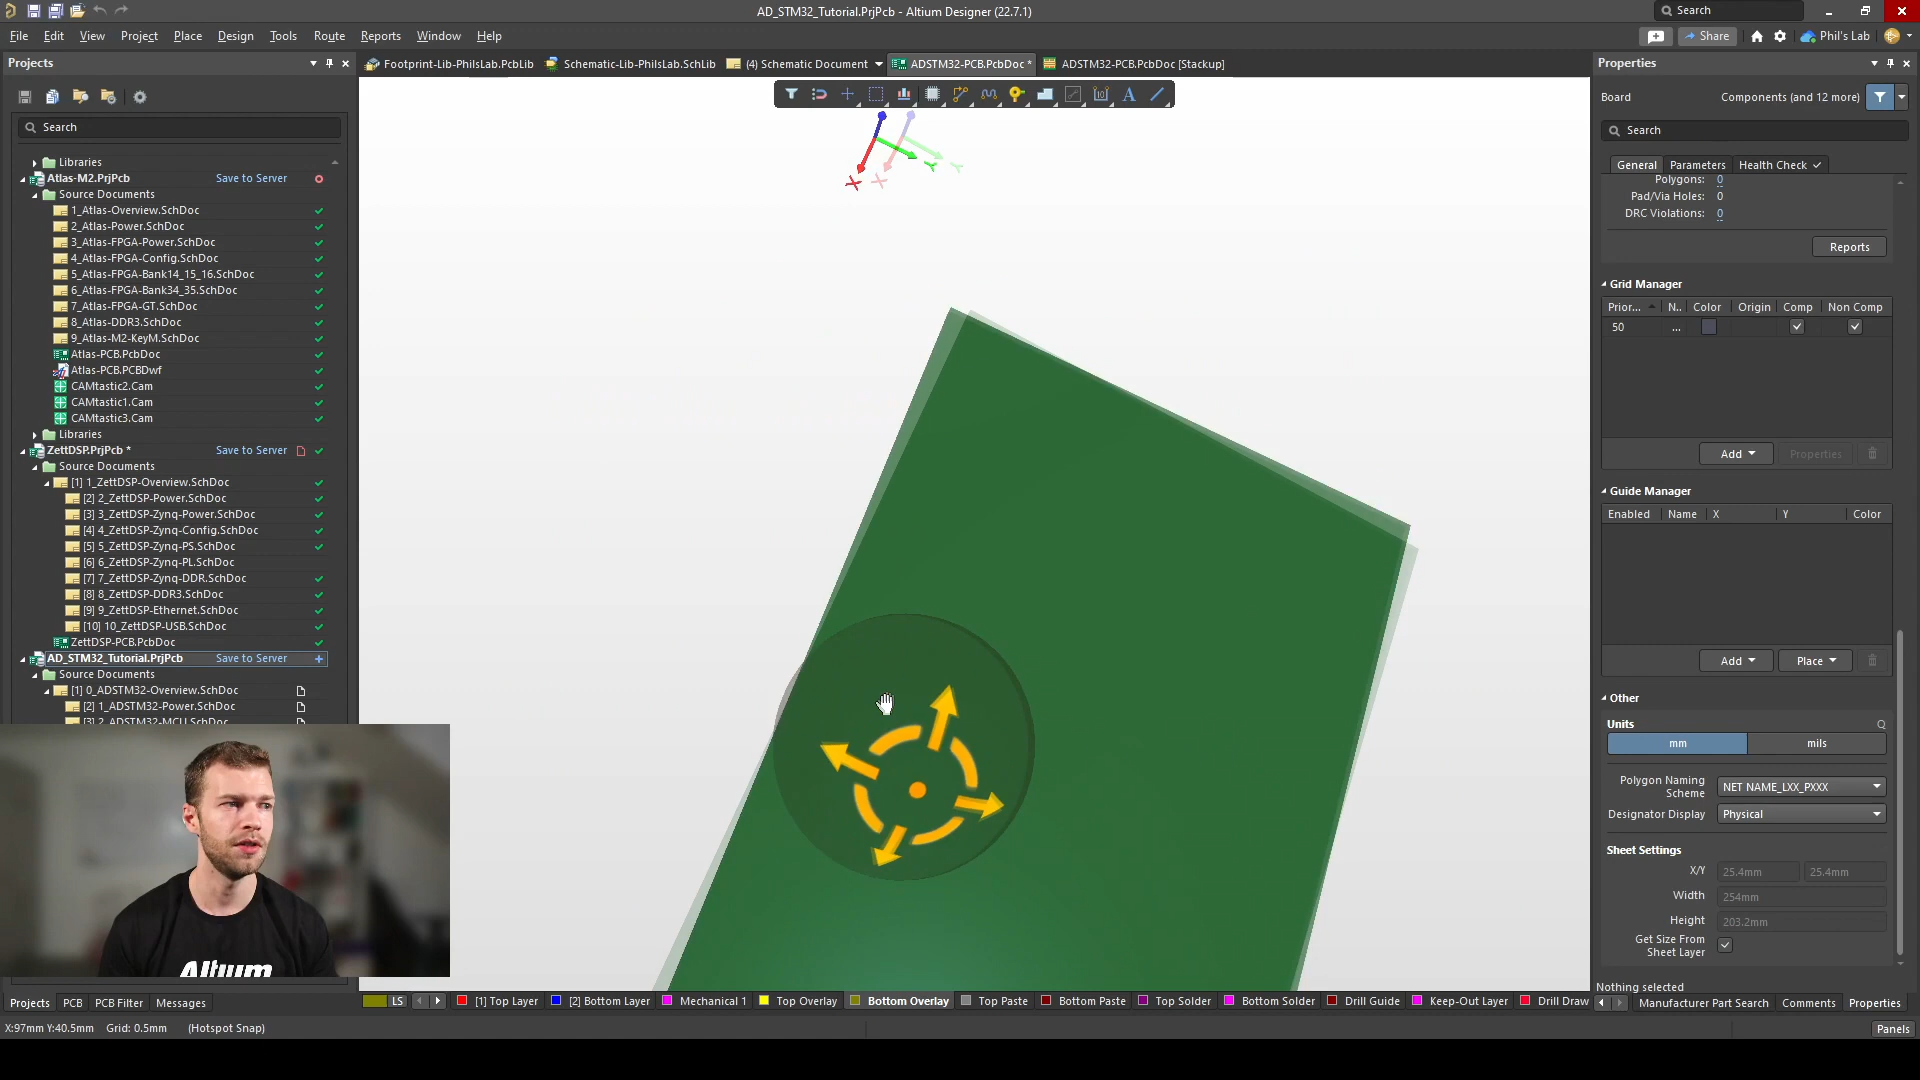 AD_STM32_Tutorial.PrjPcb - Altium Designer (22.7.1)
Search
File Edit View Project Place Design Tools Route Reports Window Help
Share
Phil's Lab
Projects
Footprint-Lib-PhilsLab.PcbLib
Schematic-Lib-PhilsLab.SchLib
(4) Schematic Document
ADSTM32-PCB.PcbDoc *
ADSTM32-PCB.PcbDoc [Stackup]
Search
Libraries
Atlas-M2.PrjPcb Save to Server
Source Documents
1_Atlas-Overview.SchDoc
2_Atlas-Power.SchDoc
3_Atlas-FPGA-Power.SchDoc
4_Atlas-FPGA-Config.SchDoc
5_Atlas-FPGA-Bank14_15_16.SchDoc
6_Atlas-FPGA-Bank34_35.SchDoc
7_Atlas-FPGA-GT.SchDoc
8_Atlas-DDR3.SchDoc
9_Atlas-M2-KeyM.SchDoc
Atlas-PCB.PcbDoc
Atlas-PCB.PCBDwf
CAMtastic2.Cam
CAMtastic1.Cam
CAMtastic3.Cam
Libraries
ZettDSP.PrjPcb * Save to Server
Source Documents
[1] 1_ZettDSP-Overview.SchDoc
[2] 2_ZettDSP-Power.SchDoc
[3] 3_ZettDSP-Zynq-Power.SchDoc
[4] 4_ZettDSP-Zynq-Config.SchDoc
[5] 5_ZettDSP-Zynq-PS.SchDoc
[6] 6_ZettDSP-Zynq-PL.SchDoc
[7] 7_ZettDSP-Zynq-DDR.SchDoc
[8] 8_ZettDSP-DDR3.SchDoc
[9] 9_ZettDSP-Ethernet.SchDoc
[10] 10_ZettDSP-USB.SchDoc
ZettDSP-PCB.PcbDoc
AD_STM32_Tutorial.PrjPcb Save to Server
Source Documents
[1] 0_ADSTM32-Overview.SchDoc
[2] 1_ADSTM32-Power.SchDoc
[3] 2_ADSTM32-MCU.SchDoc
Altium
X Y
X Y
Properties
Board Components (and 12 more)
Search
General Parameters Health Check
Polygons: 0
Pad/Via Holes: 0
DRC Violations: 0
Reports
Grid Manager
Prior... N.. Color Origin Comp Non Comp
50 ...
Add Properties
Guide Manager
Enabled Name X Y Color
Add Place
Other
Units
mm mils
Polygon Naming Scheme NET NAME_LXX_PXXX
Designator Display Physical
Sheet Settings
X/Y 25.4mm 25.4mm
Width 254mm
Height 203.2mm
Get Size From Sheet Layer
Nothing selected
Projects PCB PCB Filter Messages
LS [1] Top Layer [2] Bottom Layer Mechanical 1 Top Overlay Bottom Overlay Top Paste Bottom Paste Top Solder Bottom Solder Drill Guide Keep-Out Layer Drill Draw
Manufacturer Part Search Comments Properties
X:97mm Y:40.5mm Grid: 0.5mm (Hotspot Snap)
Panels